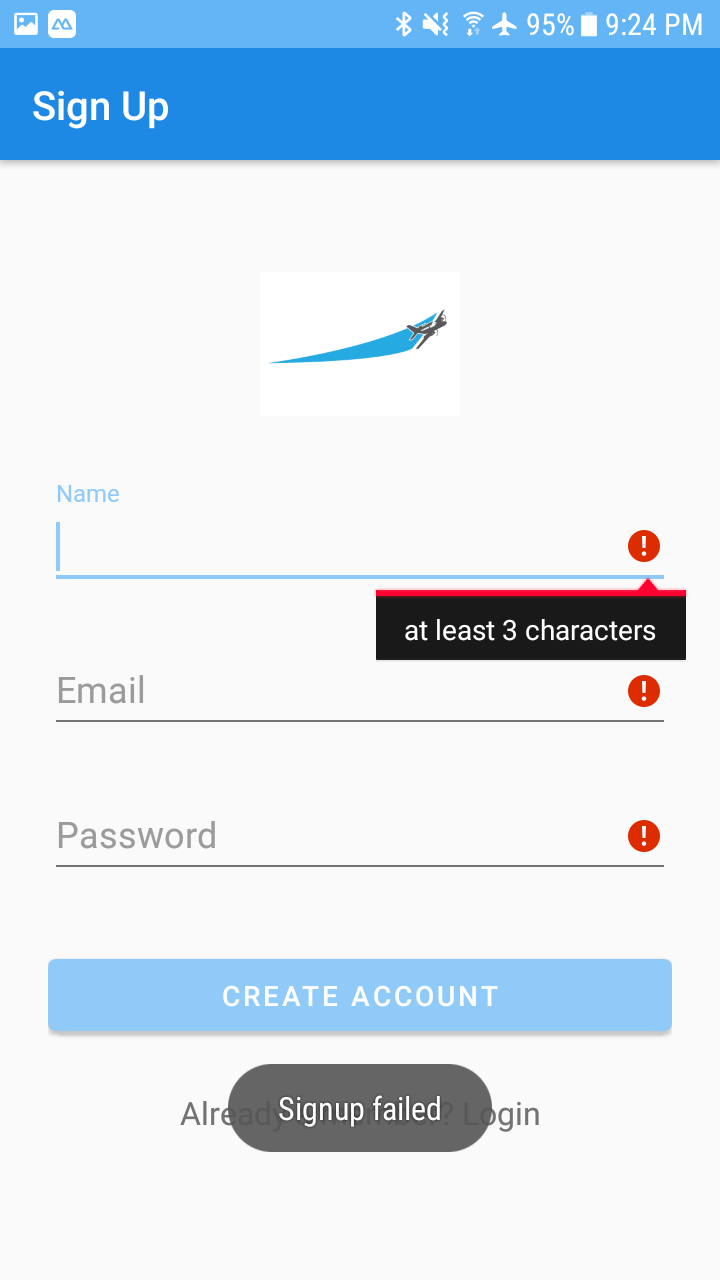 95% 9:24 PM
Sign Up
Name
at least 3 characters
Email
Password
CREATE ACCOUNT
Signup failed
Already member? Login